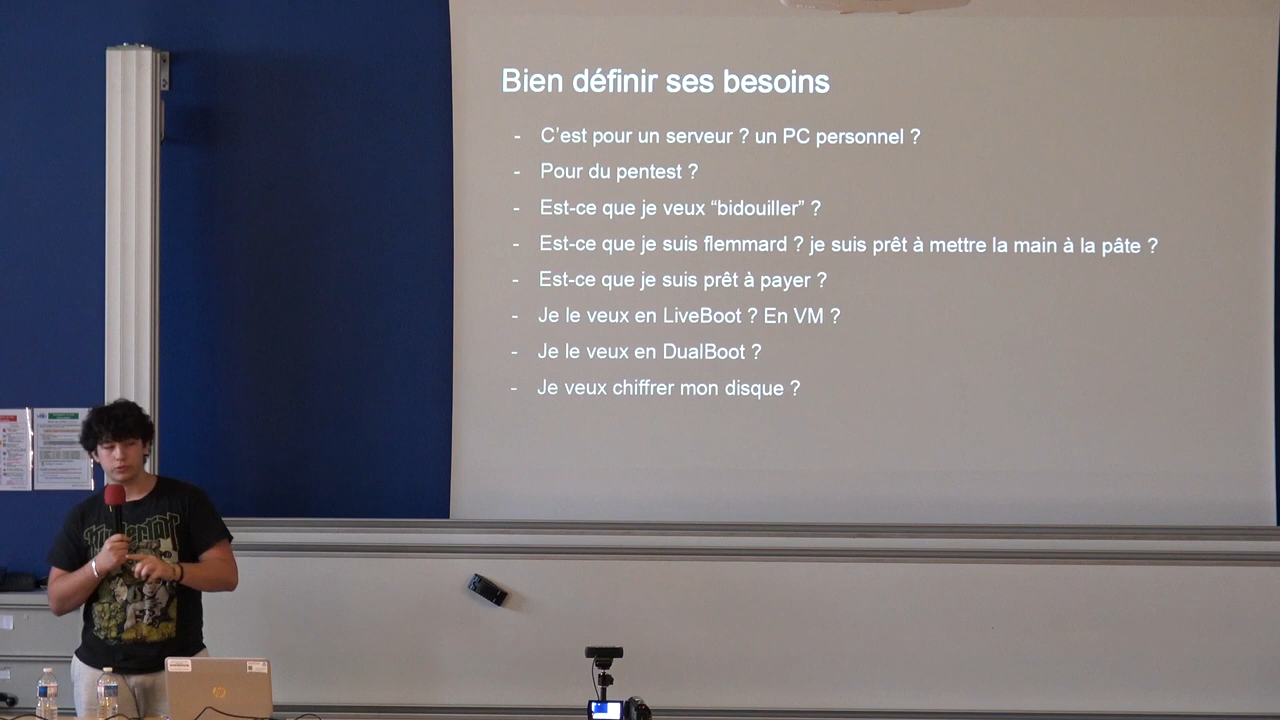 Bien définir ses besoins
- C'est pour un serveur ? un PC personnel ?
- Pour du pentest ?
- Est-ce que je veux “bidouiller” ?
- Est-ce que je suis flemmard ? je suis prêt à mettre la main à la pâte ?
- Est-ce que je suis prêt à payer ?
- Je le veux en LiveBoot ? En VM ?
- Je le veux en DualBoot ?
- Je veux chiffrer mon disque ?
hp